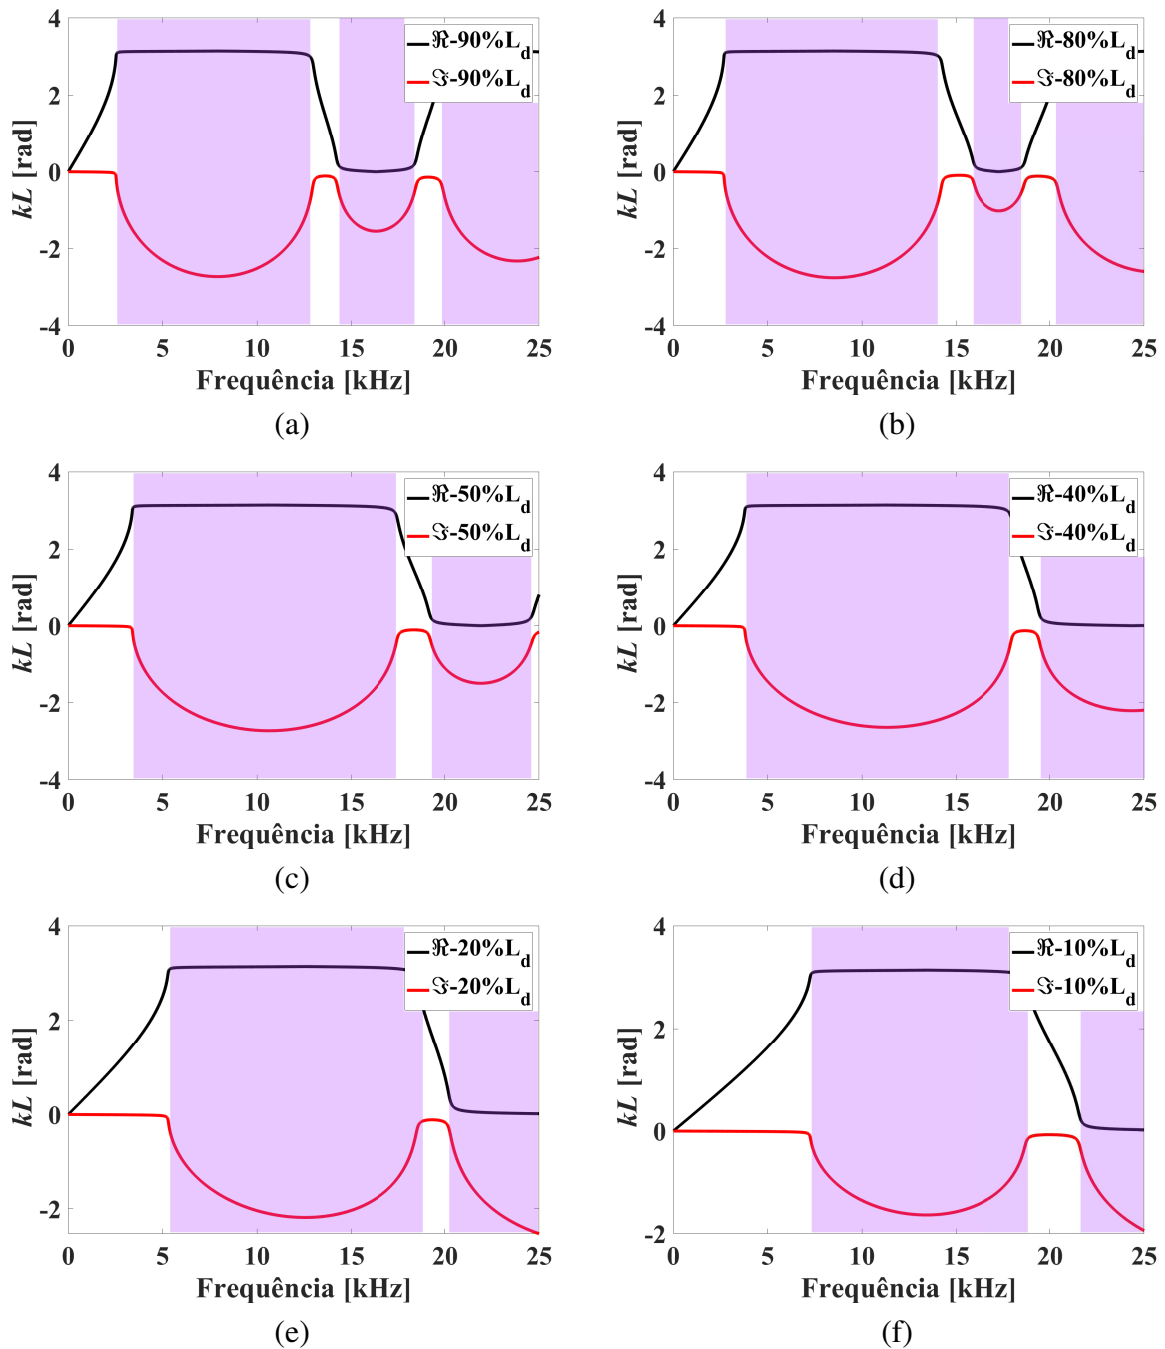 4
2
0
-2
-4
kL [rad]
ℜ-90%L_d
ℑ-90%L_d
0 5 10 15 20 25
Frequência [kHz]
(a)
4
2
0
-2
-4
kL [rad]
ℜ-80%L_d
ℑ-80%L_d
0 5 10 15 20 25
Frequência [kHz]
(b)
4
2
0
-2
-4
kL [rad]
ℜ-50%L_d
ℑ-50%L_d
0 5 10 15 20 25
Frequência [kHz]
(c)
4
2
0
-2
-4
kL [rad]
ℜ-40%L_d
ℑ-40%L_d
0 5 10 15 20 25
Frequência [kHz]
(d)
4
2
0
-2
kL [rad]
ℜ-20%L_d
ℑ-20%L_d
0 5 10 15 20 25
Frequência [kHz]
(e)
4
2
0
-2
kL [rad]
ℜ-10%L_d
ℑ-10%L_d
0 5 10 15 20 25
Frequência [kHz]
(f)